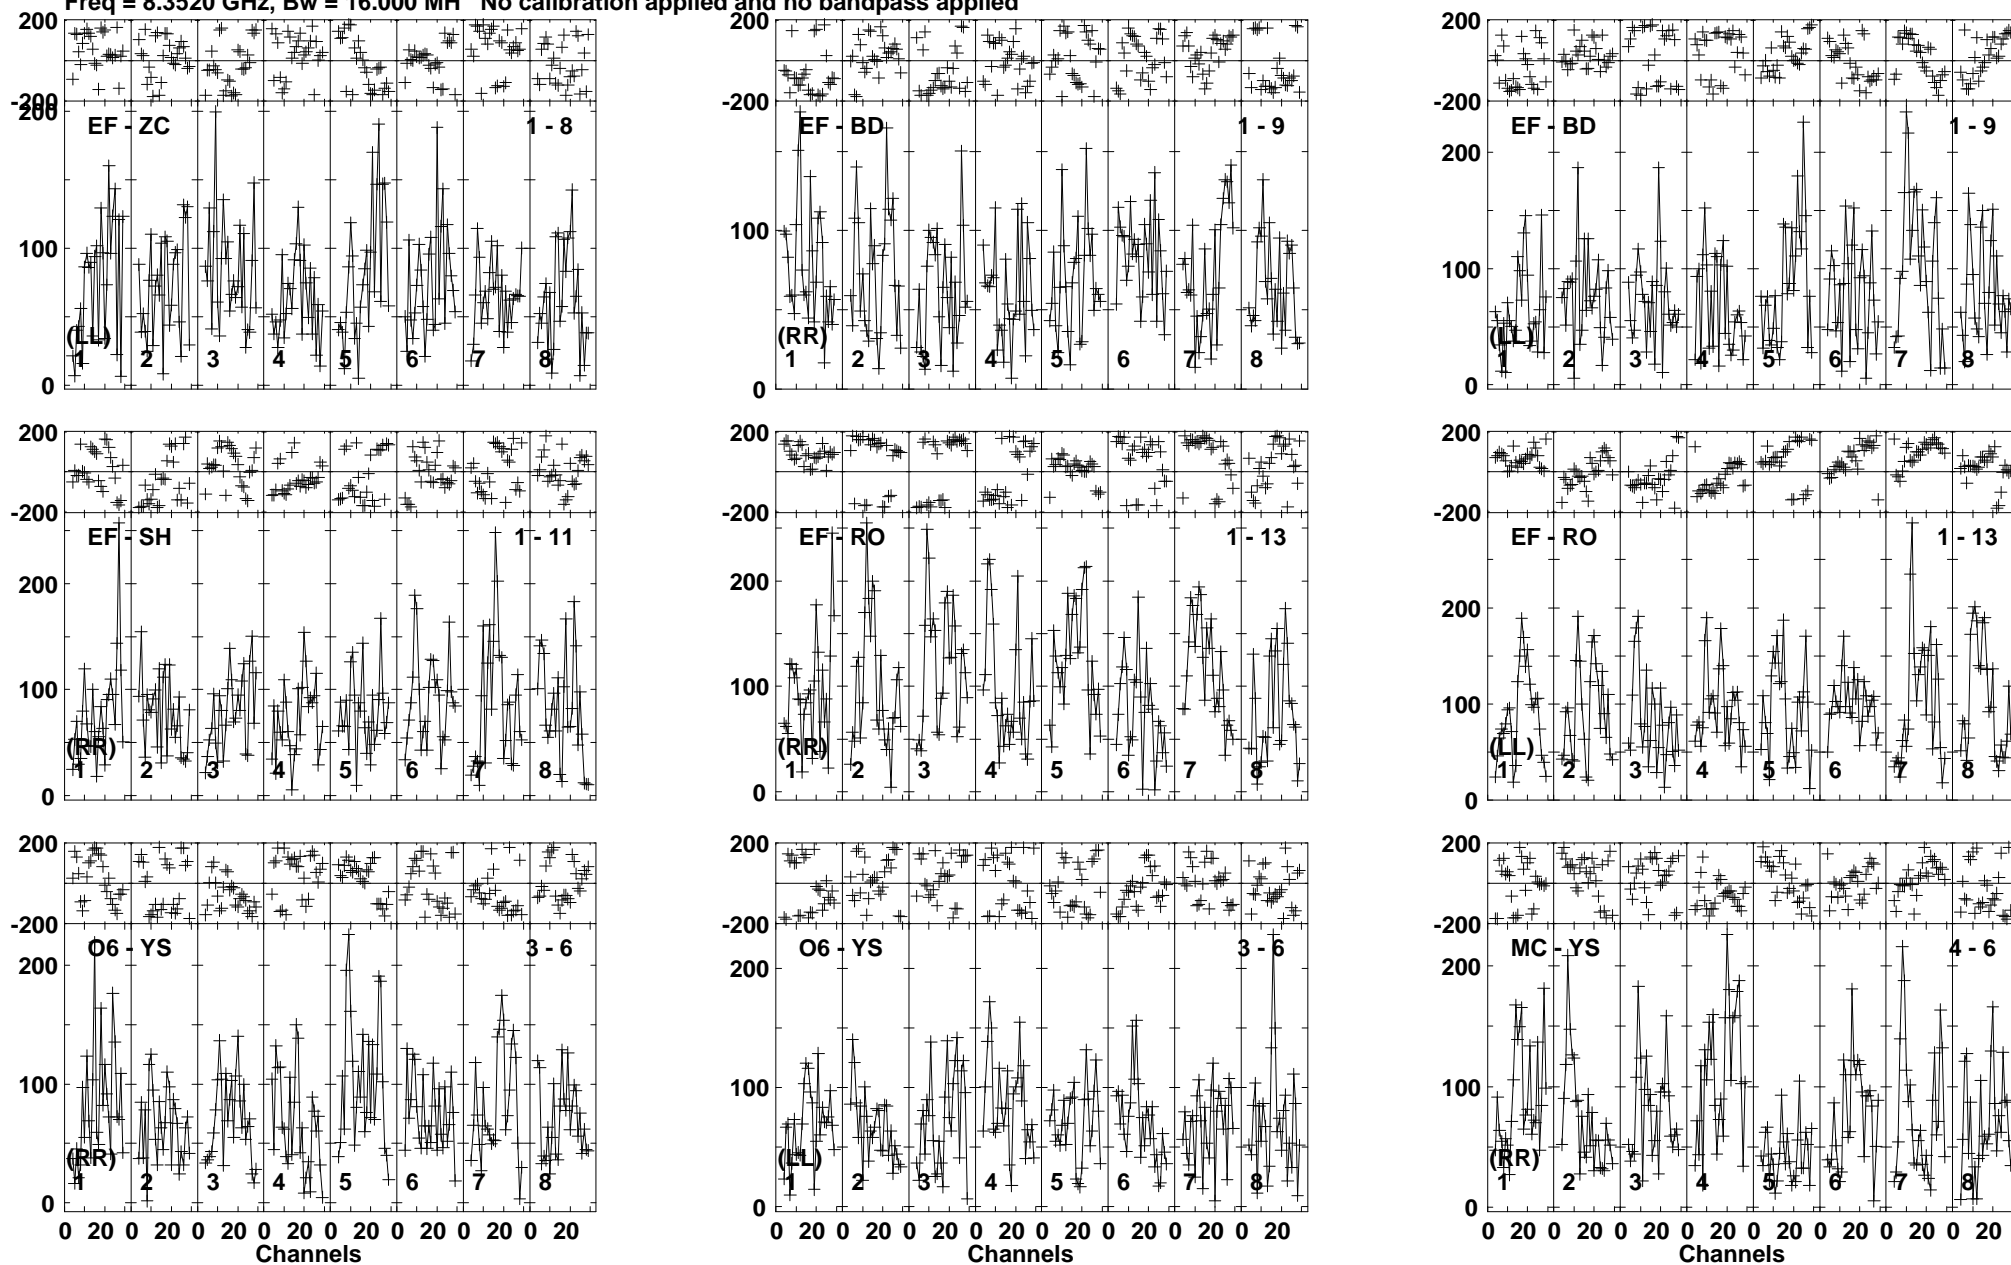 Freq = 8.3520 GHz, Bw = 16.000 MH No calibration applied and no bandpass applied
200 200 200
-200 -200 -200
200 EF - ZC 1 - 8 EF - BD 1 - 9 EF - BD 1 - 9
200
100 100 100
(LL) (RR) (LL)
1 2 3 4 5 6 7 8 1 2 3 4 5 6 7 8 1 2 3 4 5 6 7 8
0 0 0
200 200 200
-200 -200 -200
EF - SH 1 - 11 EF - RO 1 - 13 EF - RO 1 - 13
200 200 200
100 100 100
(RR) (RR) (LL)
1 2 3 4 5 6 7 8 1 2 3 4 5 6 7 8 1 2 3 4 5 6 7 8
0 0 0
200 200 200
-200 -200 -200
O6 - YS 3 - 6 O6 - YS 3 - 6 MC - YS 4 - 6
200 200 200
100 100 100
(RR) (LL) (RR)
1 2 3 4 5 6 7 8 1 2 3 4 5 6 7 8 1 2 3 4 5 6 7 8
0 0 0
0 20 0 20 0 20 0 20 0 20 0 20 0 20 0 20 0 20 0 20 0 20 0 20 0 20 0 20 0 20 0 20 0 20 0 20 0 20 0 20 0 20 0 20 0 20 0 20
Channels Channels Channels